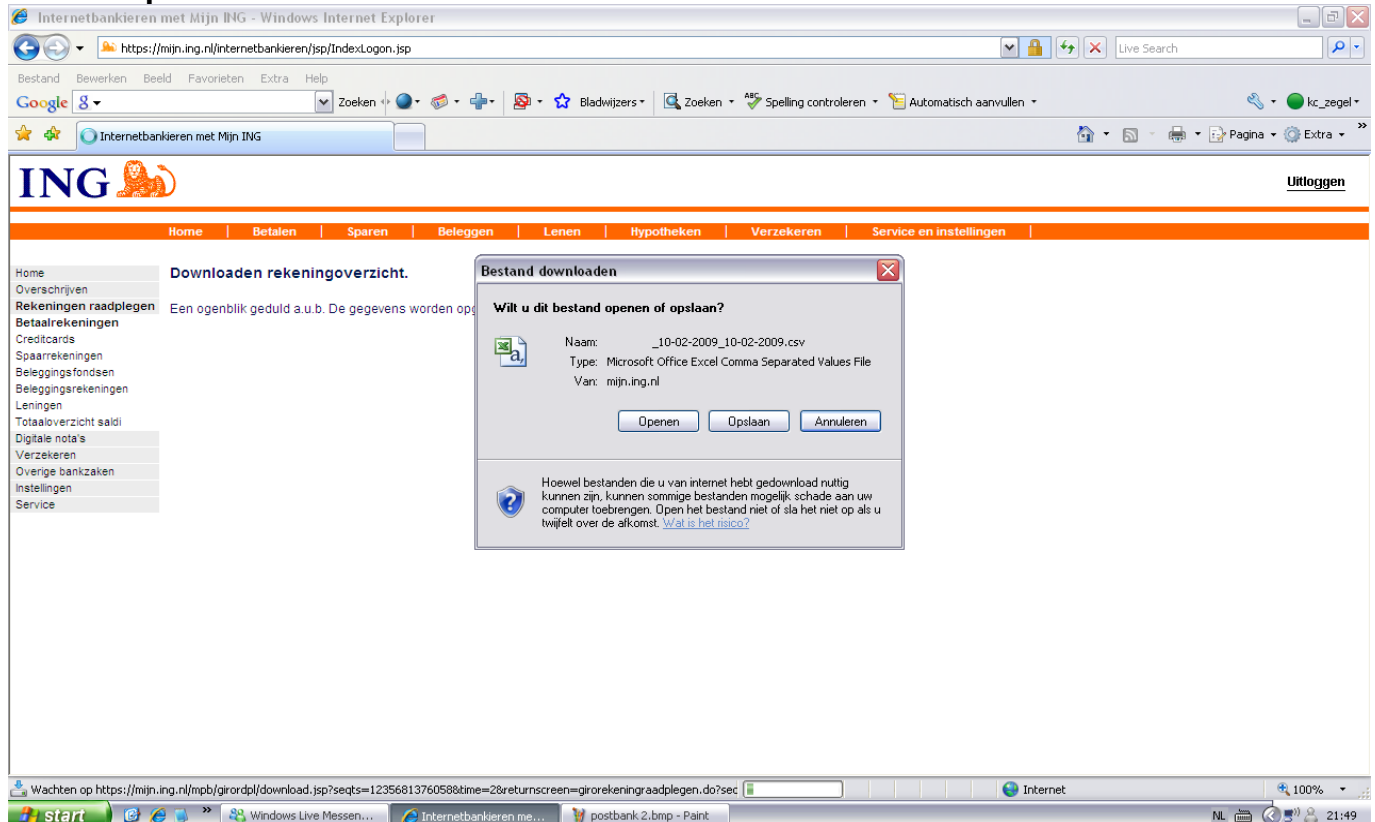 Internetbankieren met Mijn ING - Windows Internet Explorer
https://mijn.ing.nl/internetbankieren/jsp/IndexLogon.jsp
Live Search
Bestand Bewerken Beeld Favorieten Extra Help
Google Zoeken Bladwijzers Zoeken Spelling controleren Automatisch aanvullen kc_zegel
Internetbankieren met Mijn ING
Pagina Extra
ING
Uitloggen
Home | Betalen | Sparen | Beleggen | Lenen | Hypotheken | Verzekeren | Service en instellingen |
Home
Overschrijven
Rekeningen raadplegen
Betaalrekeningen
Creditcards
Spaarrekeningen
Beleggingsfondsen
Beleggingsrekeningen
Leningen
Totaaloverzicht saldi
Digitale nota's
Verzekeren
Overige bankzaken
Instellingen
Service
Downloaden rekeningoverzicht.
Een ogenblik geduld a.u.b. De gegevens worden
Bestand downloaden
Wilt u dit bestand openen of opslaan?
Naam: _10-02-2009_10-02-2009.csv
Type: Microsoft Office Excel Comma Separated Values File
Van: mijn.ing.nl
Openen Opslaan Annuleren
Hoewel bestanden die u van internet hebt gedownload nuttig
kunnen zijn, kunnen sommige bestanden mogelijk schade aan uw
computer toebrengen. Open het bestand niet of sla het niet op als u
twijfelt over de afkomst. Wat is het risico?
Wachten op https://mijn.ing.nl/mpb/girordpl/download.jsp?seqts=1235681376058&time=2&returnscreen=girorekeningraadplegen.do?sec
Internet
100%
start
Windows Live Messen...
Internetbankieren me...
postbank 2.bmp - Paint
NL
21:49